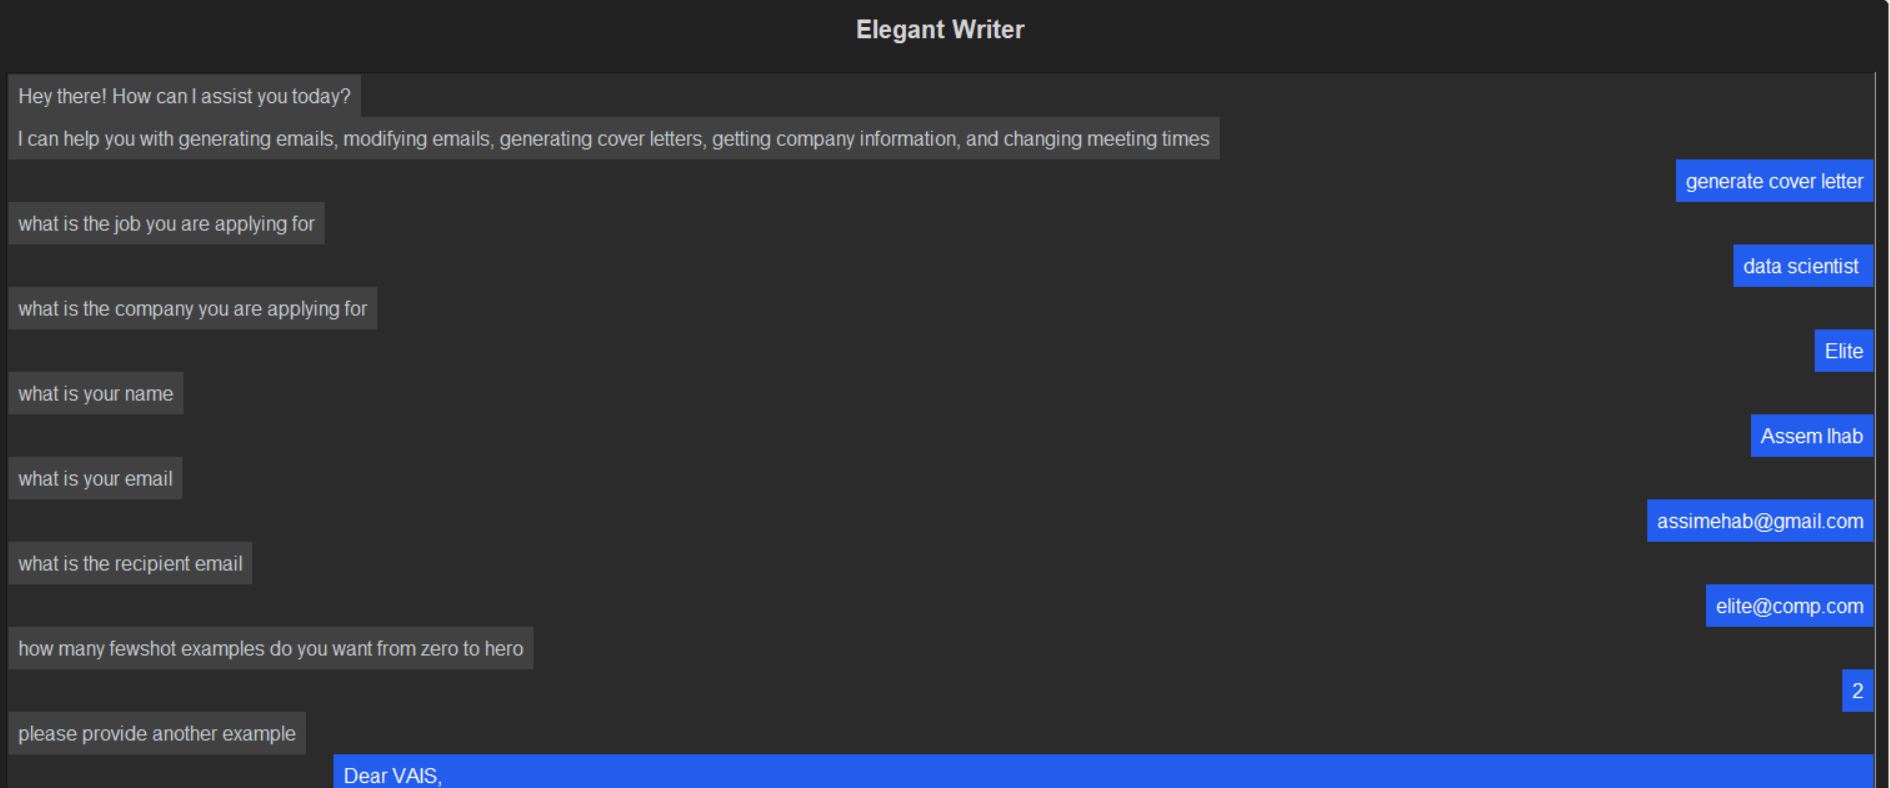 Elegant Writer
Hey there! How can I assist you today?
I can help you with generating emails, modifying emails, generating cover letters, getting company information, and changing meeting times
generate cover letter
what is the job you are applying for
data scientist
what is the company you are applying for
Elite
what is your name
Assem Ihab
what is your email
assimehab@gmail.com
what is the recipient email
elite@comp.com
how many fewshot examples do you want from zero to hero
2
please provide another example
Dear VAIS,